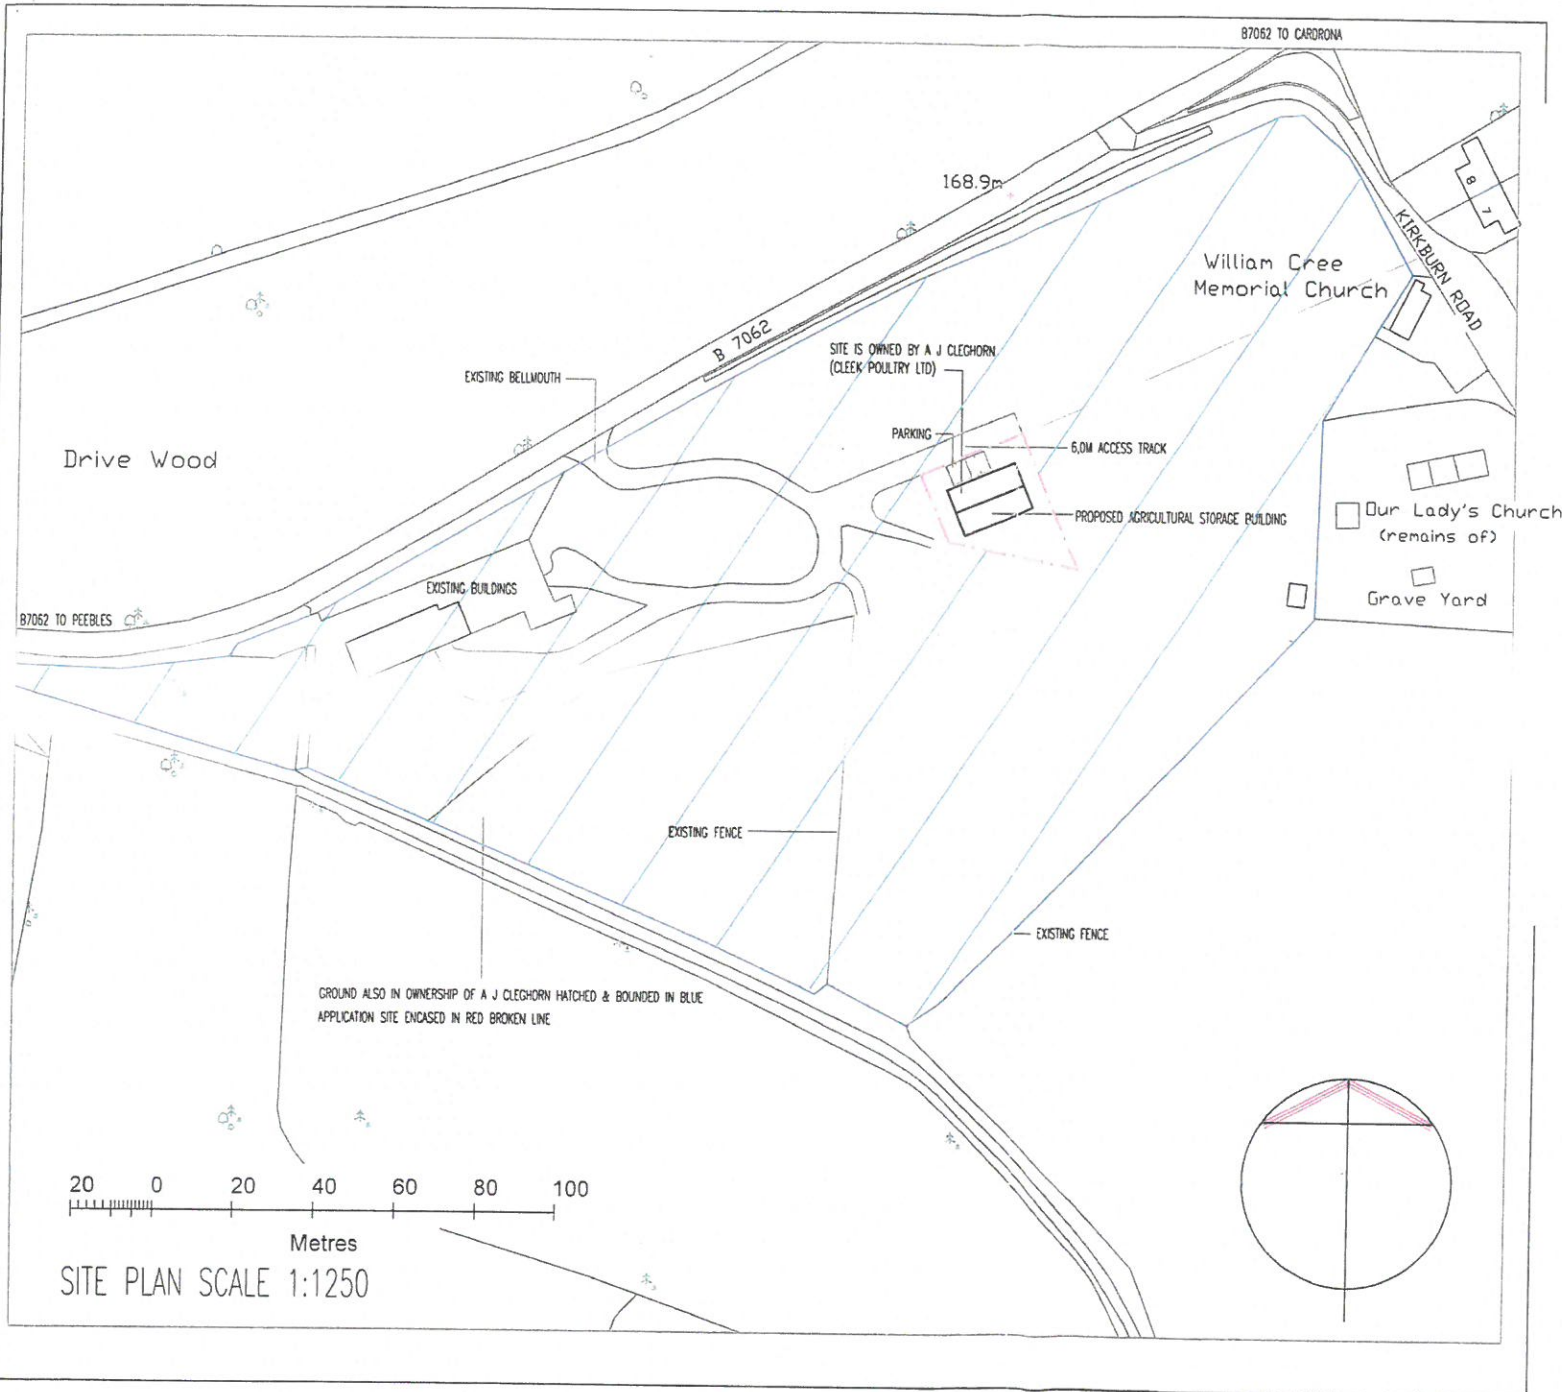 B7062 TO CARDRONA
168.9m
8
7
KIRKBURN ROAD
William Cree
Memorial Church
B 7062
SITE IS OWNED BY A J CLEGHORN
(CLEEK POULTRY LTD)
EXISTING BELLMOUTH
PARKING
6,0M ACCESS TRACK
Drive Wood
PROPOSED AGRICULTURAL STORAGE BUILDING
Our Lady's Church
(remains of)
Grave Yard
EXISTING BUILDINGS
B7062 TO PEEBLES
EXISTING FENCE
EXISTING FENCE
GROUND ALSO IN OWNERSHIP OF A J CLEGHORN HATCHED & BOUNDED IN BLUE
APPLICATION SITE ENCASED IN RED BROKEN LINE
20 0 20 40 60 80 100
Metres
SITE PLAN SCALE 1:1250